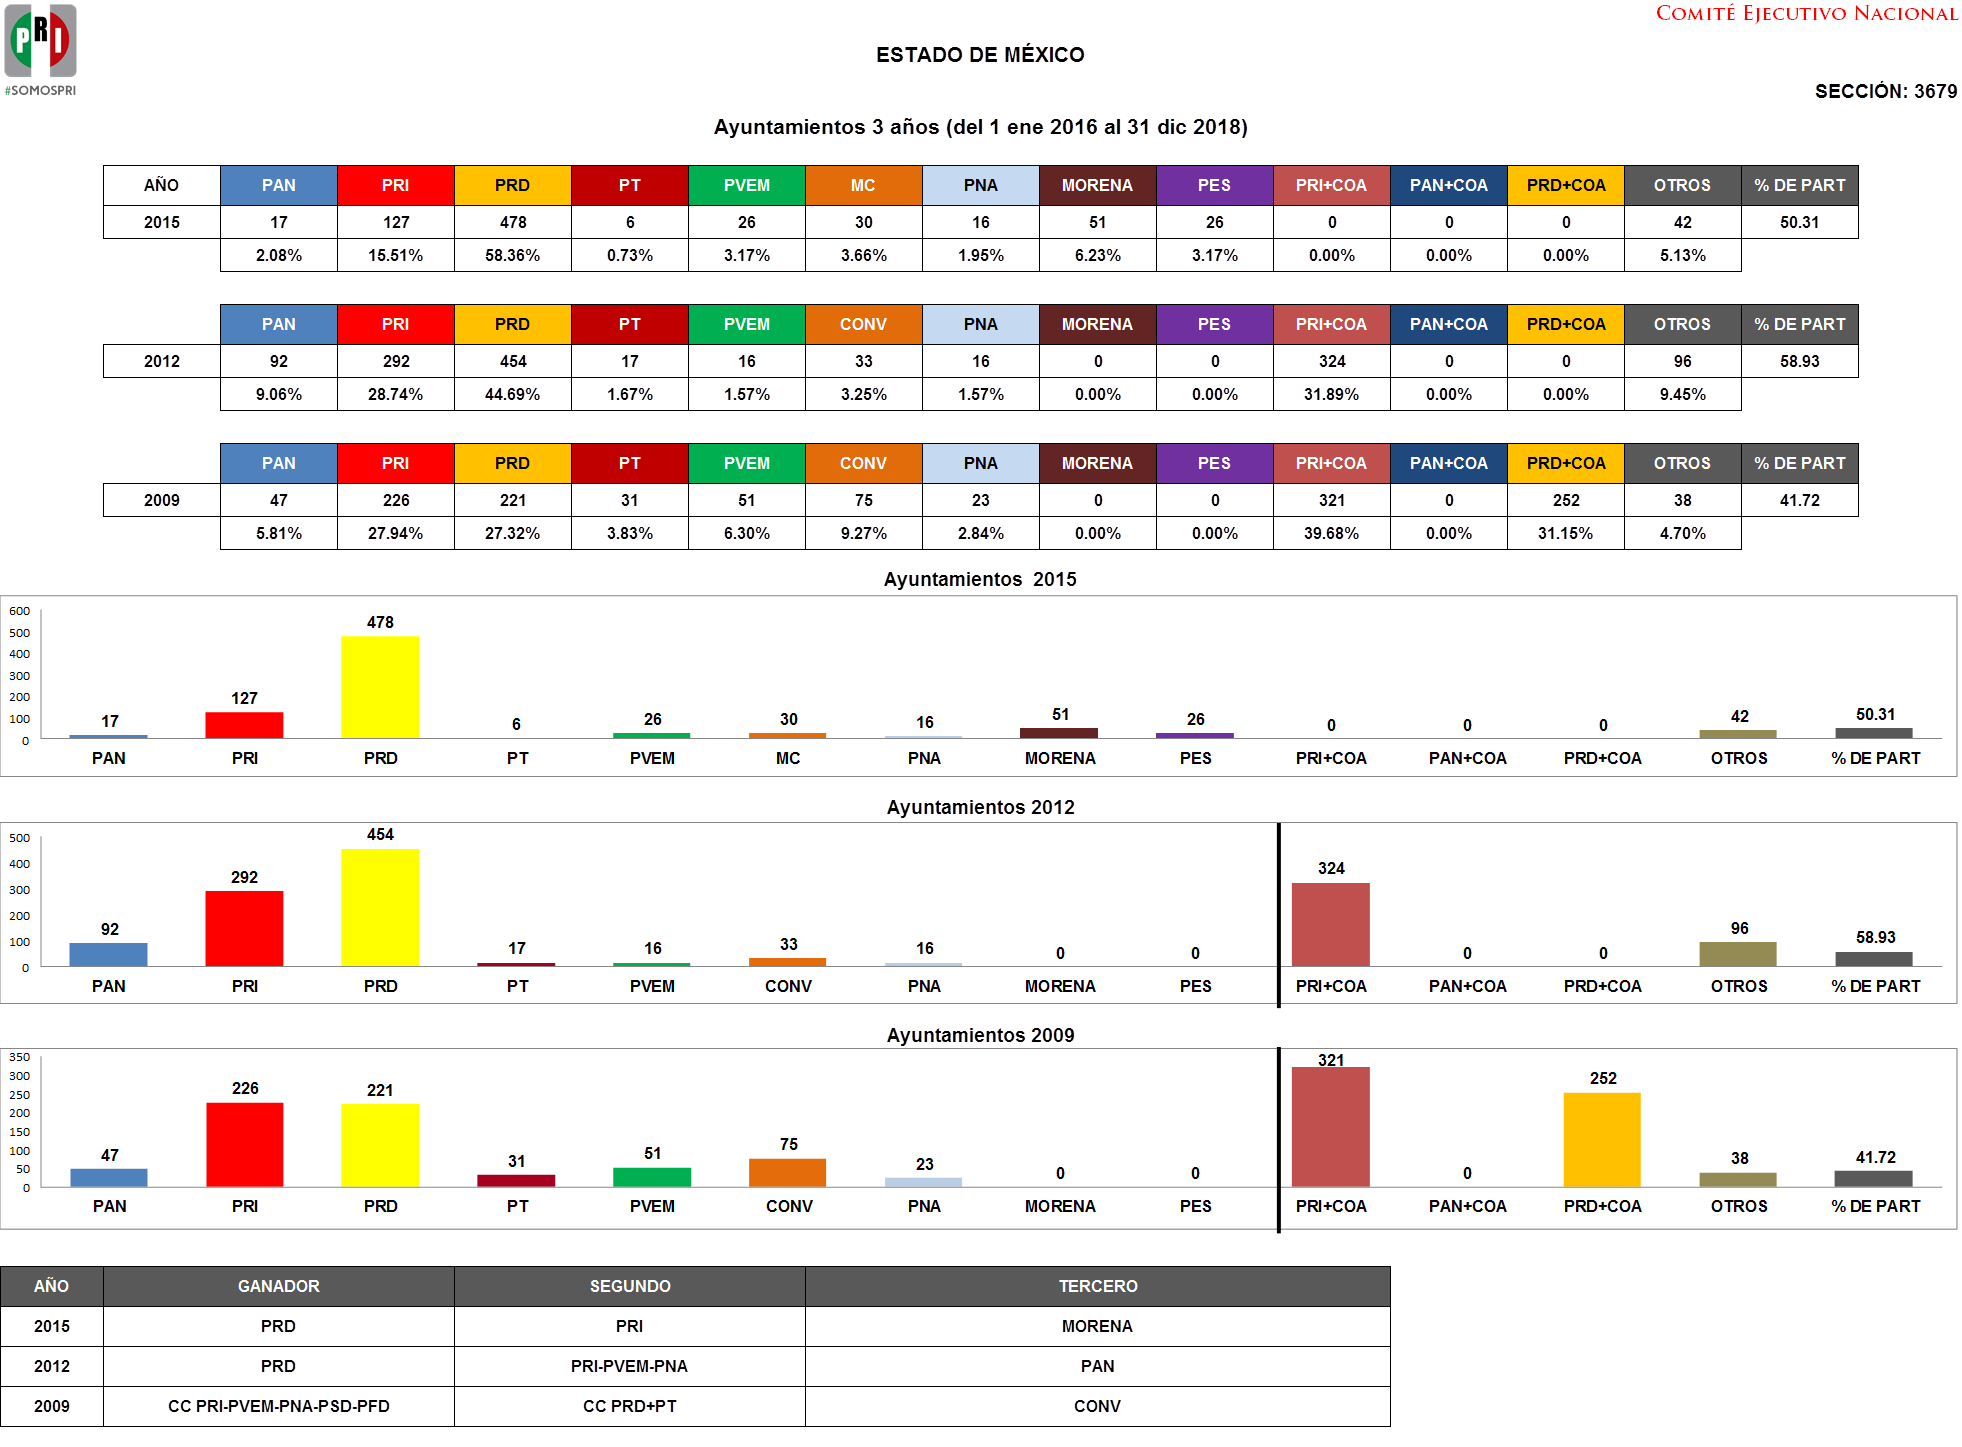 PRI
#SOMOSPRI
COMITÉ EJECUTIVO NACIONAL
ESTADO DE MÉXICO
SECCIÓN: 3679
Ayuntamientos 3 años (del 1 ene 2016 al 31 dic 2018)
AÑO PAN PRI PRD PT PVEM MC PNA MORENA PES PRI+COA PAN+COA PRD+COA OTROS % DE PART
2015 17 127 478 6 26 30 16 51 26 0 0 0 42 50.31
2.08% 15.51% 58.36% 0.73% 3.17% 3.66% 1.95% 6.23% 3.17% 0.00% 0.00% 0.00% 5.13%
PAN PRI PRD PT PVEM CONV PNA MORENA PES PRI+COA PAN+COA PRD+COA OTROS % DE PART
2012 92 292 454 17 16 33 16 0 0 324 0 0 96 58.93
9.06% 28.74% 44.69% 1.67% 1.57% 3.25% 1.57% 0.00% 0.00% 31.89% 0.00% 0.00% 9.45%
PAN PRI PRD PT PVEM CONV PNA MORENA PES PRI+COA PAN+COA PRD+COA OTROS % DE PART
2009 47 226 221 31 51 75 23 0 0 321 0 252 38 41.72
5.81% 27.94% 27.32% 3.83% 6.30% 9.27% 2.84% 0.00% 0.00% 39.68% 0.00% 31.15% 4.70%
Ayuntamientos 2015
600
500
400
300
200
100
0
17 127 478 6 26 30 16 51 26 0 0 0 42 50.31
PAN PRI PRD PT PVEM MC PNA MORENA PES PRI+COA PAN+COA PRD+COA OTROS % DE PART
Ayuntamientos 2012
500
400
300
200
100
0
92 292 454 17 16 33 16 0 0 324 0 0 96 58.93
PAN PRI PRD PT PVEM CONV PNA MORENA PES PRI+COA PAN+COA PRD+COA OTROS % DE PART
Ayuntamientos 2009
350
300
250
200
150
100
50
0
47 226 221 31 51 75 23 0 0 321 0 252 38 41.72
PAN PRI PRD PT PVEM CONV PNA MORENA PES PRI+COA PAN+COA PRD+COA OTROS % DE PART
AÑO GANADOR SEGUNDO TERCERO
2015 PRD PRI MORENA
2012 PRD PRI-PVEM-PNA PAN
2009 CC PRI-PVEM-PNA-PSD-PFD CC PRD+PT CONV